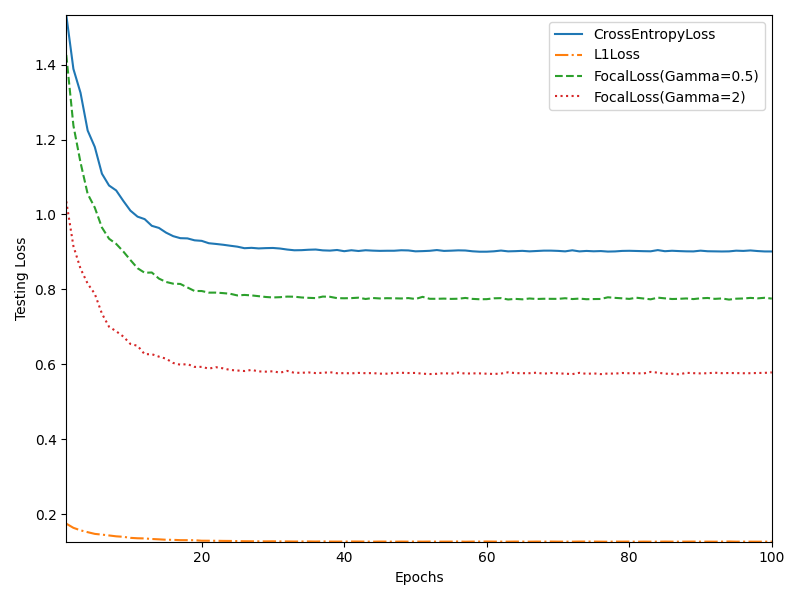 CrossEntropyLoss
L1Loss
FocalLoss(Gamma=0.5)
FocalLoss(Gamma=2)
1.4
1.2
1.0
0.8
0.6
0.4
0.2
Testing Loss
20 40 60 80 100
Epochs